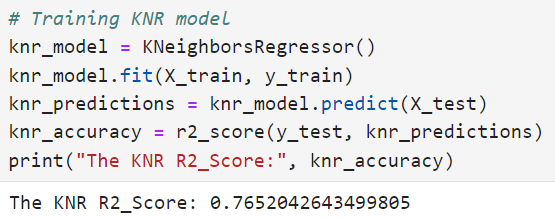 # Training KNR model
knr_model = KNeighborsRegressor()
knr_model.fit(X_train, y_train)
knr_predictions = knr_model.predict(X_test)
knr_accuracy = r2_score(y_test, knr_predictions)
print("The KNR R2_Score:", knr_accuracy)
The KNR R2_Score: 0.7652042643499805